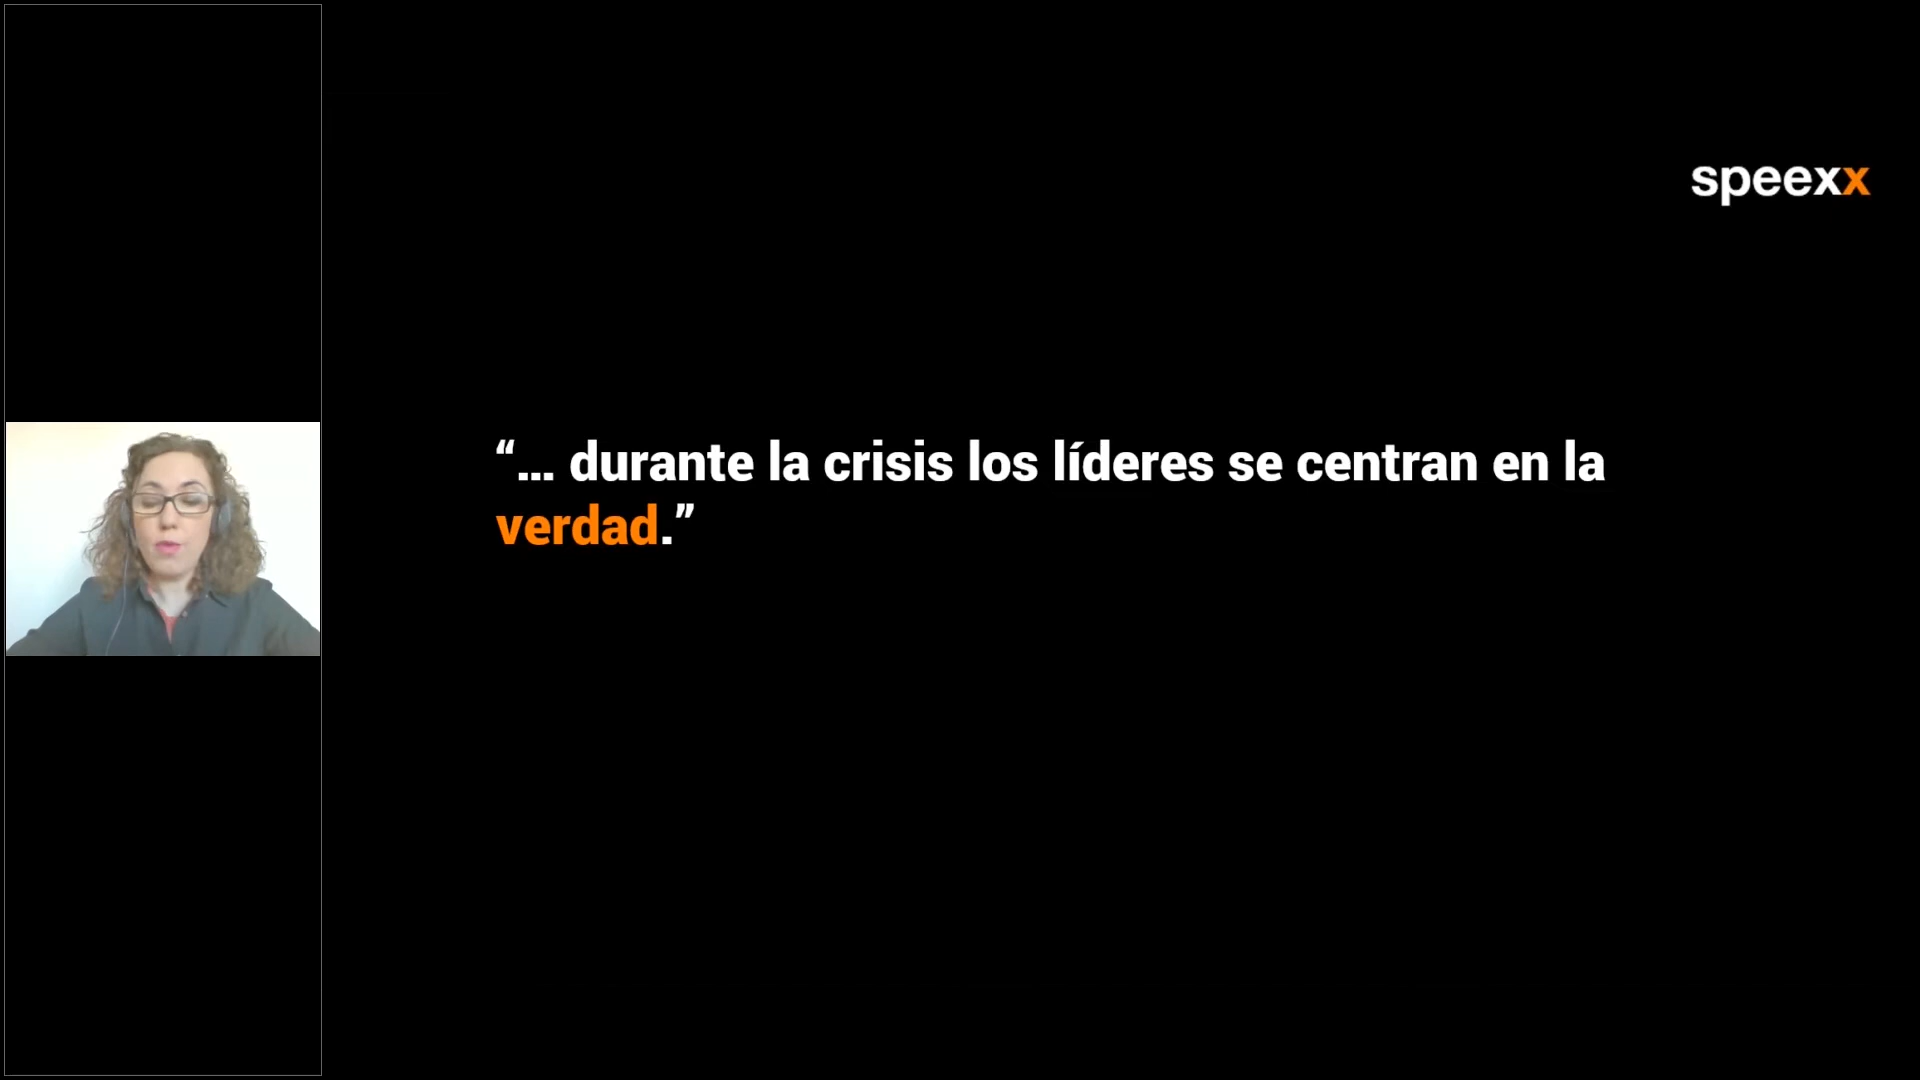 speexx
“... durante la crisis los líderes se centran en la
verdad.”